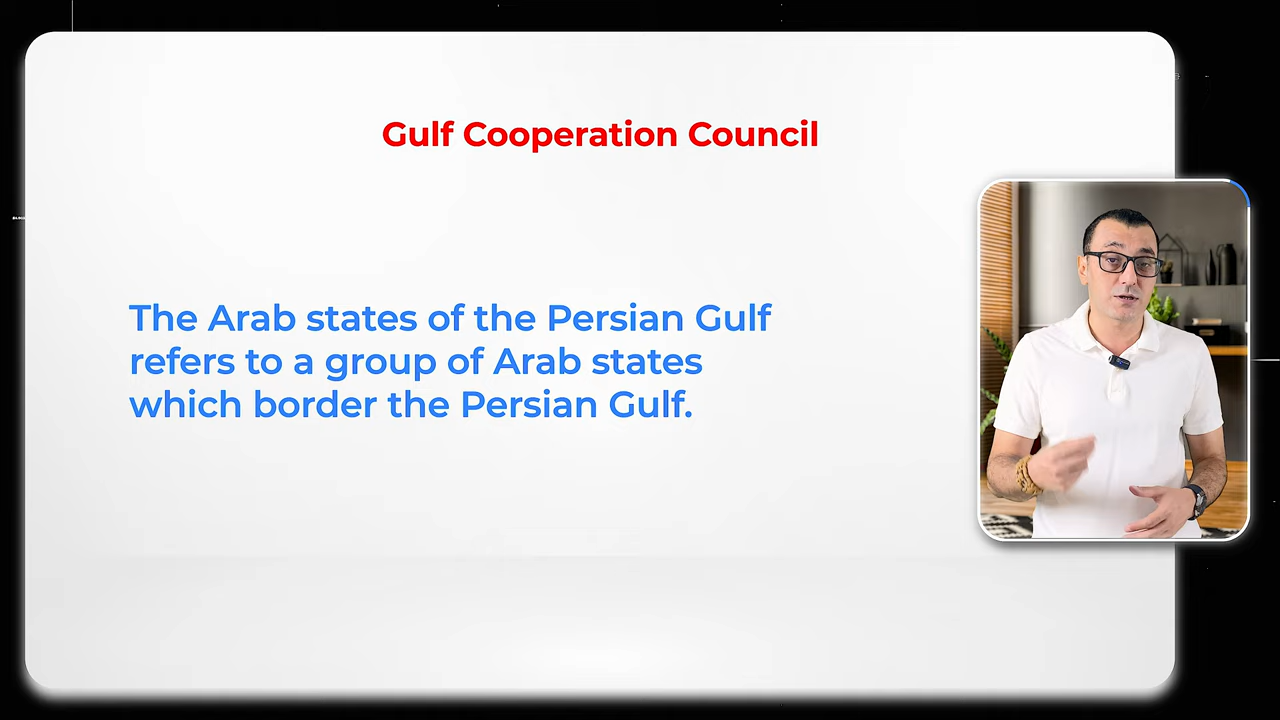 Gulf Cooperation Council
The Arab states of the Persian Gulf
refers to a group of Arab states
which border the Persian Gulf.